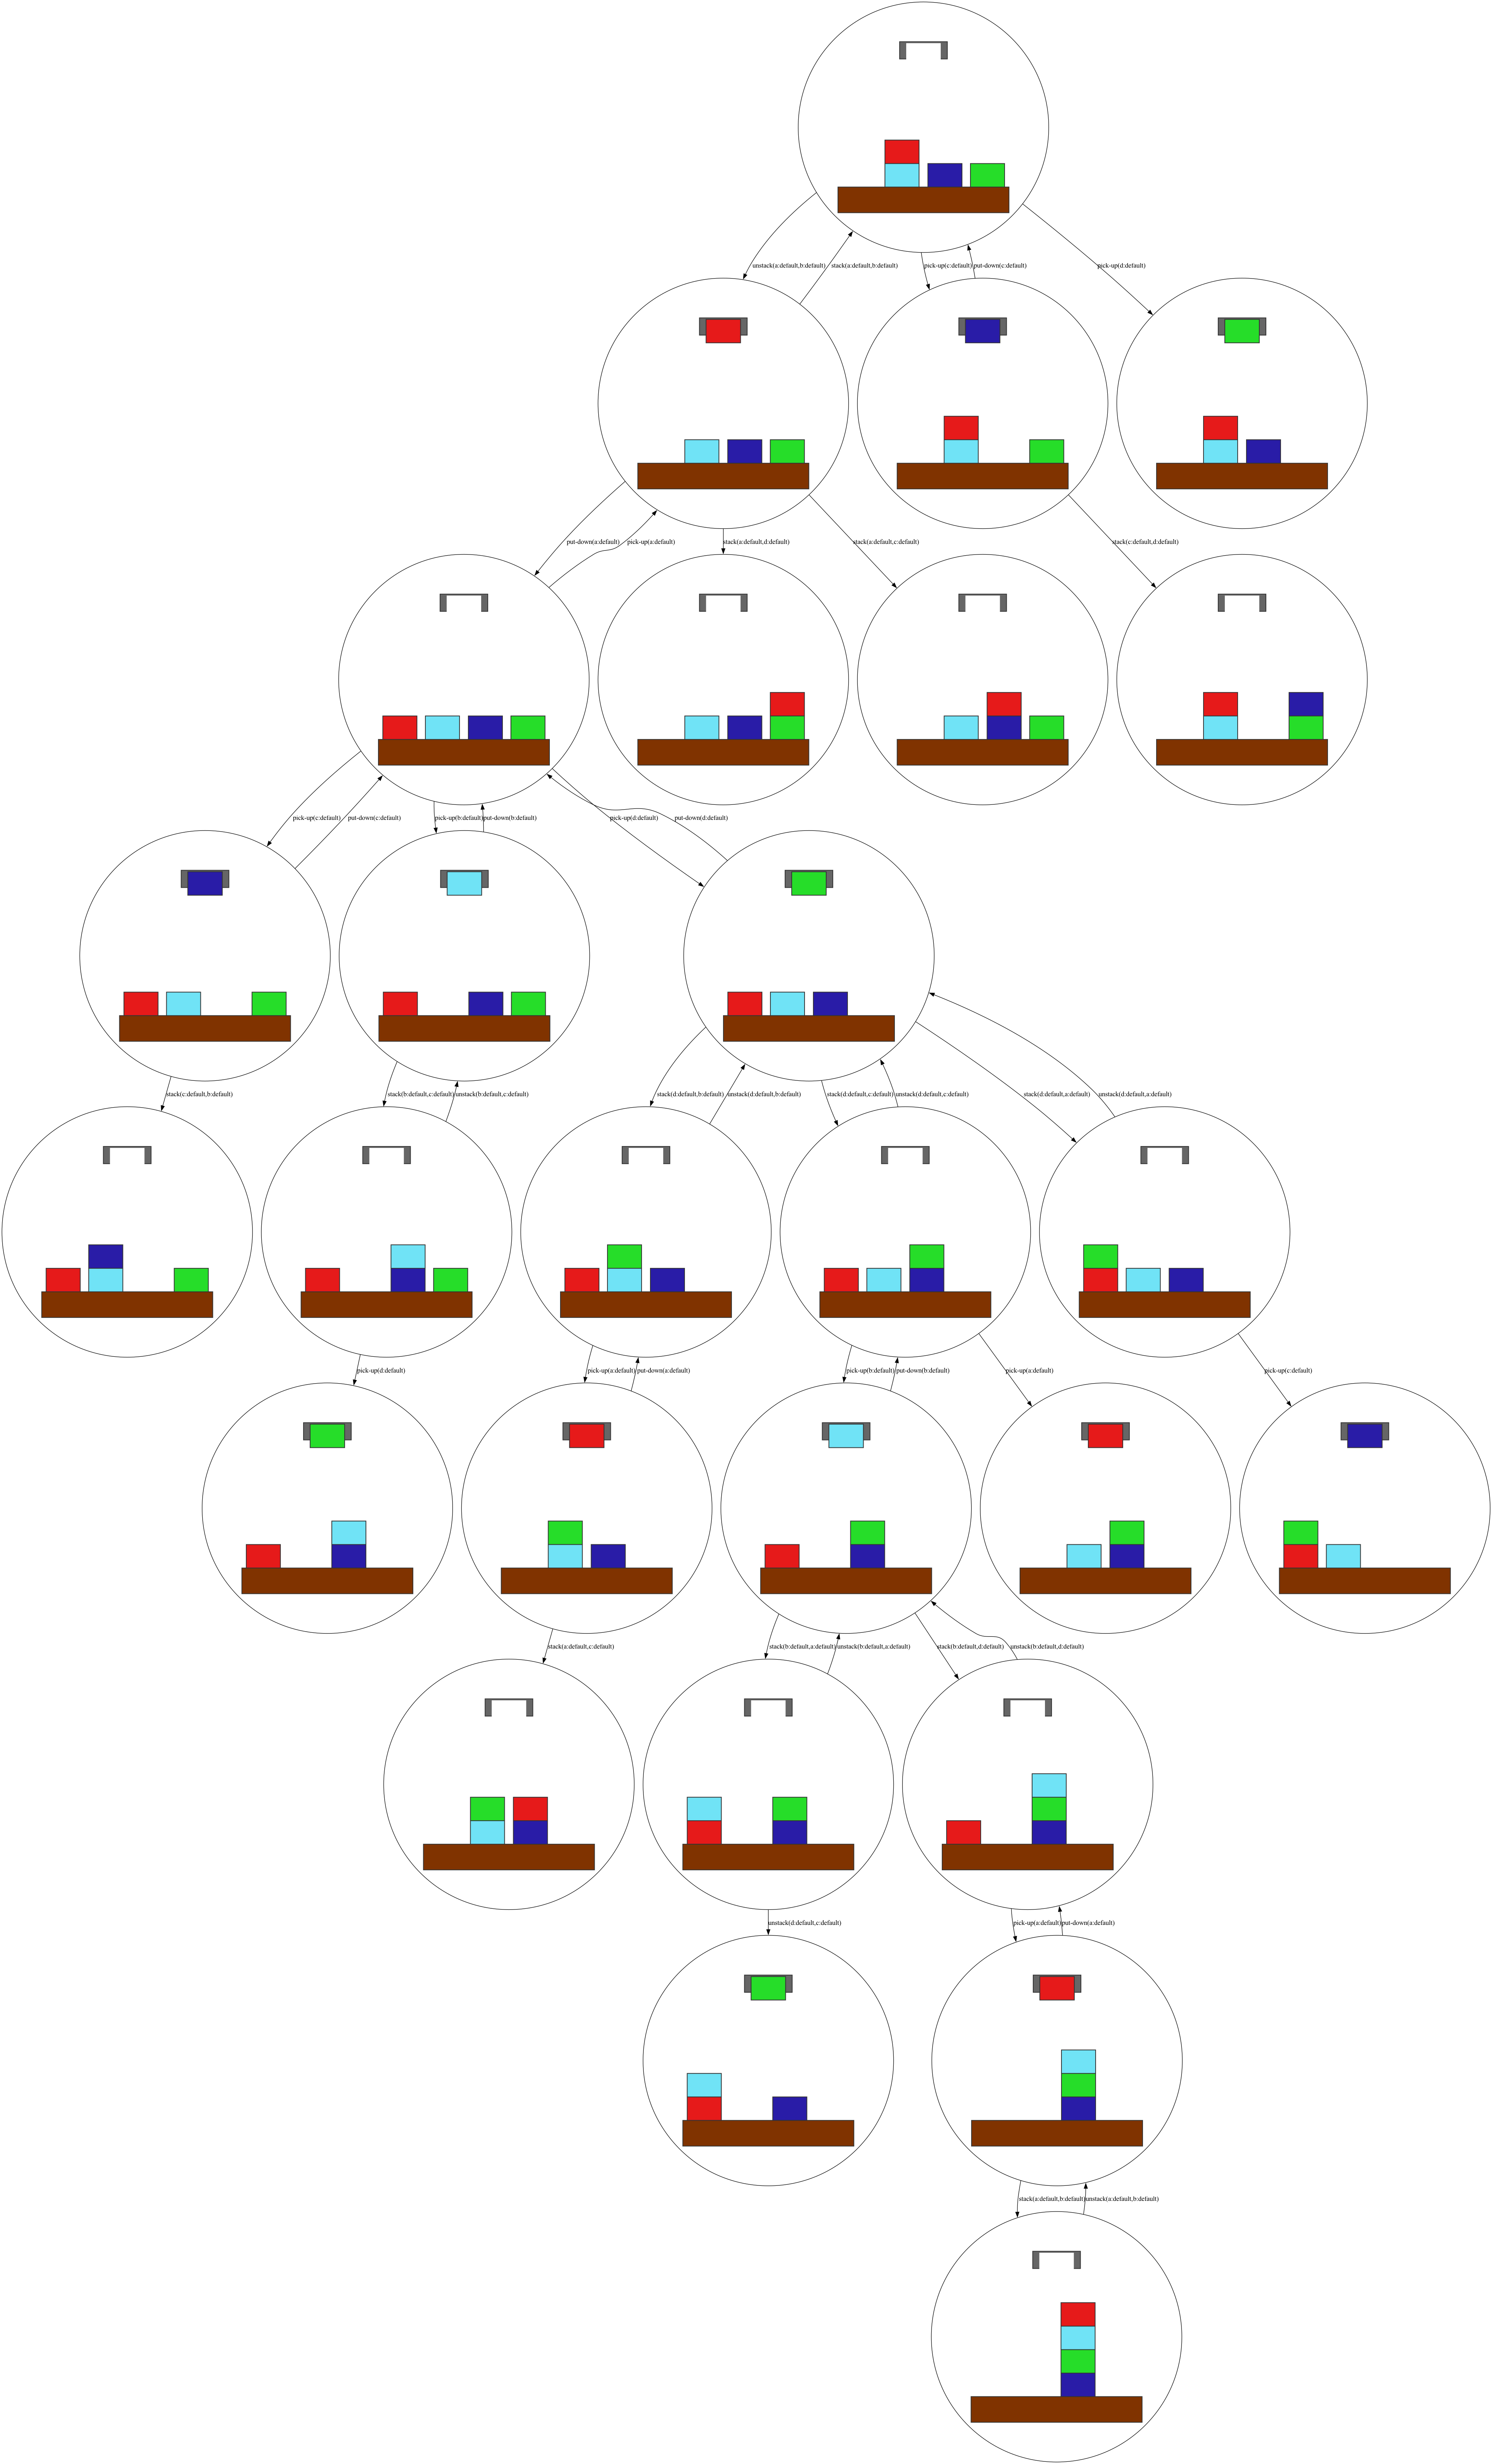 unstack(a:default,b:default)
stack(a:default,b:default)
pick-up(c:default)
put-down(c:default)
pick-up(d:default)
put-down(a:default)
pick-up(a:default)
stack(a:default,d:default)
stack(a:default,c:default)
stack(c:default,d:default)
pick-up(c:default)
put-down(c:default)
pick-up(b:default)
put-down(b:default)
pick-up(d:default)
put-down(d:default)
stack(c:default,b:default)
stack(b:default,c:default)
unstack(b:default,c:default)
stack(d:default,b:default)
unstack(d:default,b:default)
stack(d:default,c:default)
unstack(d:default,c:default)
stack(d:default,a:default)
unstack(d:default,a:default)
pick-up(d:default)
pick-up(a:default)
put-down(a:default)
pick-up(b:default)
put-down(b:default)
pick-up(a:default)
pick-up(c:default)
stack(a:default,c:default)
stack(b:default,a:default)
unstack(b:default,a:default)
stack(b:default,d:default)
unstack(b:default,d:default)
unstack(d:default,c:default)
pick-up(a:default)
put-down(a:default)
stack(a:default,b:default)
unstack(a:default,b:default)